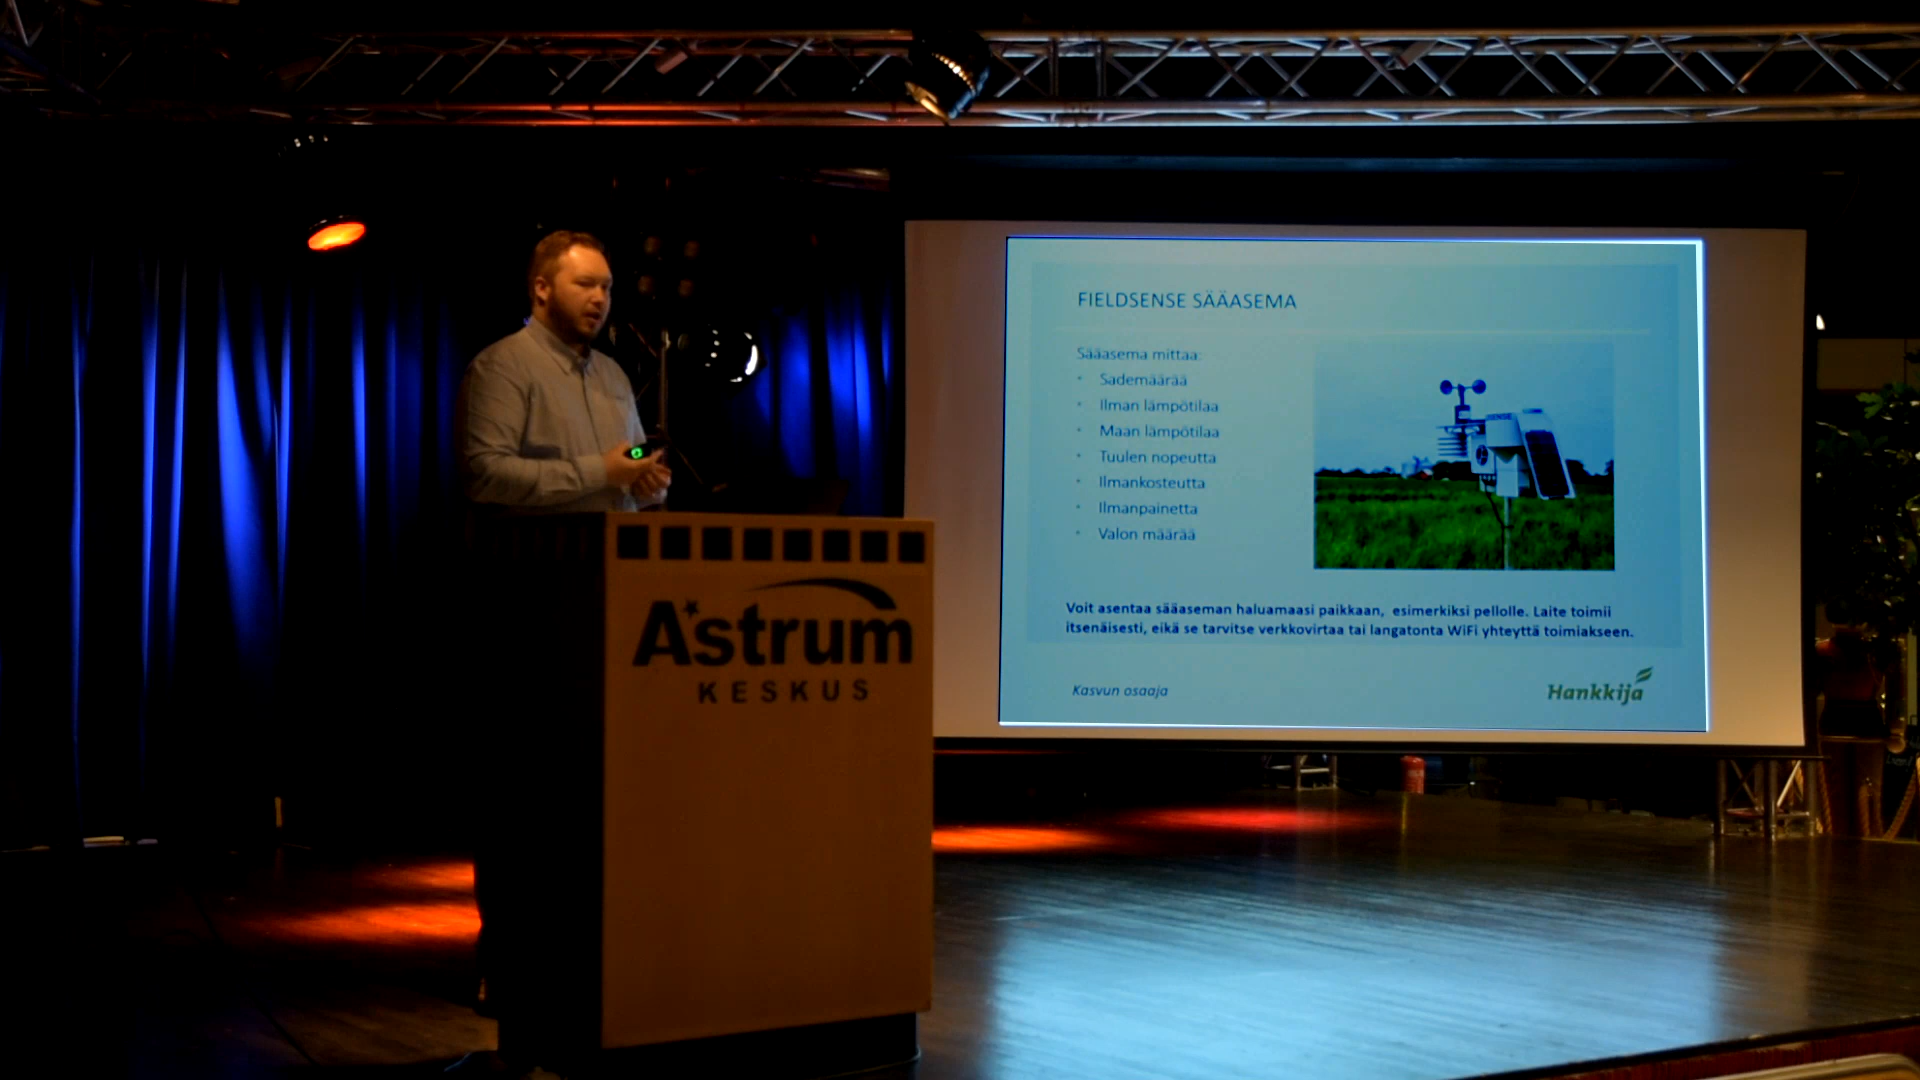 FIELDSENSE SÄÄASEMA
Sääasema mittaa:
• Sademäärää
• Ilman lämpötilaa
• Maan lämpötilaa
• Tuulen nopeutta
• Ilmankosteutta
• Ilmanpainetta
• Valon määrää
Voit asentaa sääaseman haluamaasi paikkaan, esimerkiksi pellolle. Laite toimii
itsenäisesti, eikä se tarvitse verkkovirtaa tai langatonta WiFi yhteyttä toimiakseen.
Kasvun osaaja
Hankkija
Astrum
KESKUS